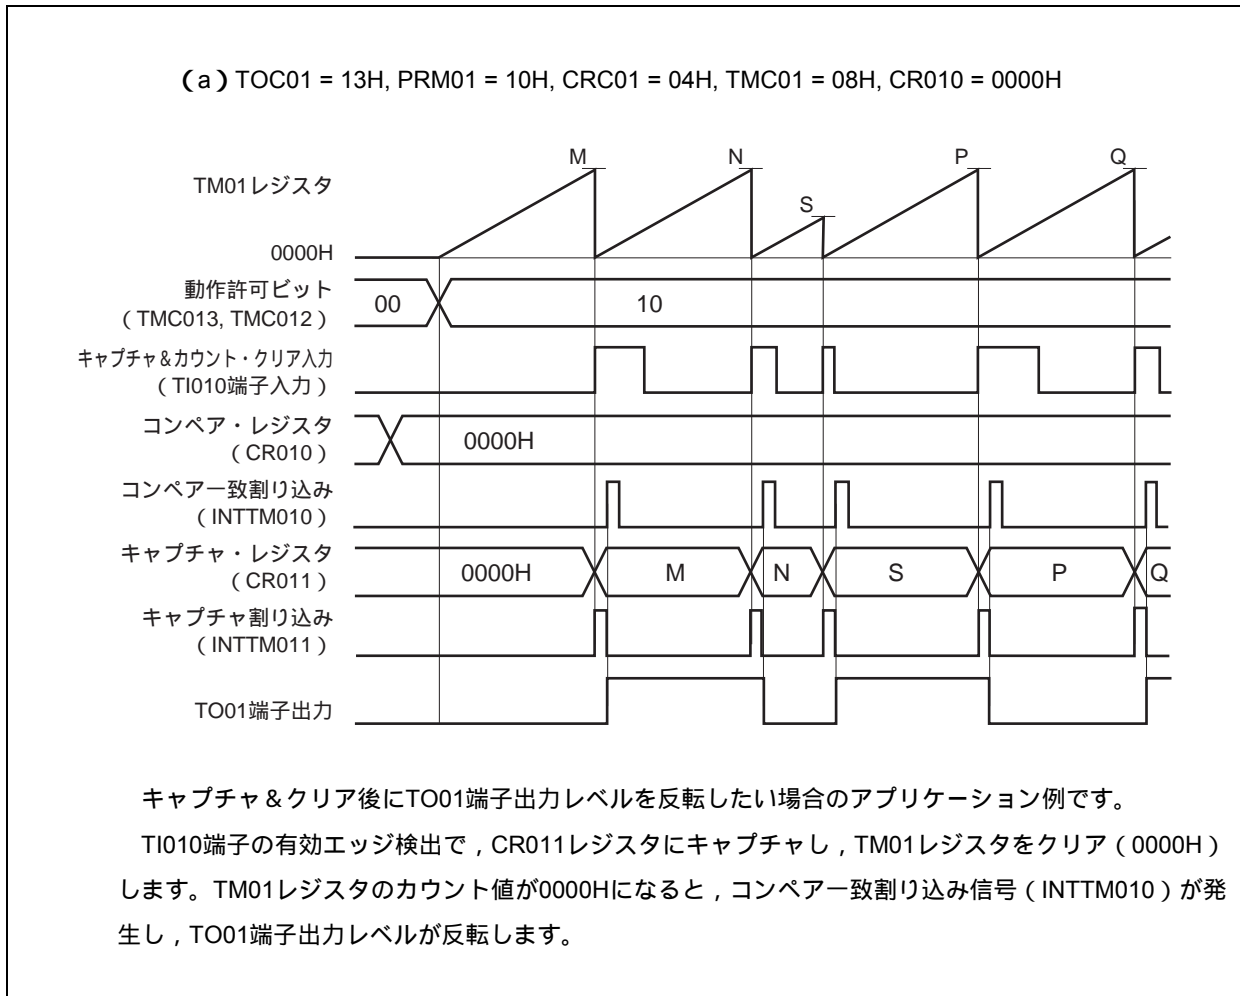 （a）TOC01 = 13H, PRM01 = 10H, CRC01 = 04H, TMC01 = 08H, CR010 = 0000H
M
N
S
P
Q
TM01レジスタ
0000H
動作許可ビット
（TMC013, TMC012）
00
10
キャプチャ＆カウント・クリア入力
（TI010端子入力）
コンペア・レジスタ
（CR010）
0000H
コンペア一致割り込み
（INTTM010）
キャプチャ・レジスタ
（CR011）
0000H
M
N
S
P
Q
キャプチャ割り込み
（INTTM011）
TO01端子出力
キャプチャ＆クリア後にTO01端子出力レベルを反転したい場合のアプリケーション例です。
TI010端子の有効エッジ検出で，CR011レジスタにキャプチャし，TM01レジスタをクリア（0000H）
します。TM01レジスタのカウント値が0000Hになると，コンペア一致割り込み信号（INTTM010）が発
生し，TO01端子出力レベルが反転します。